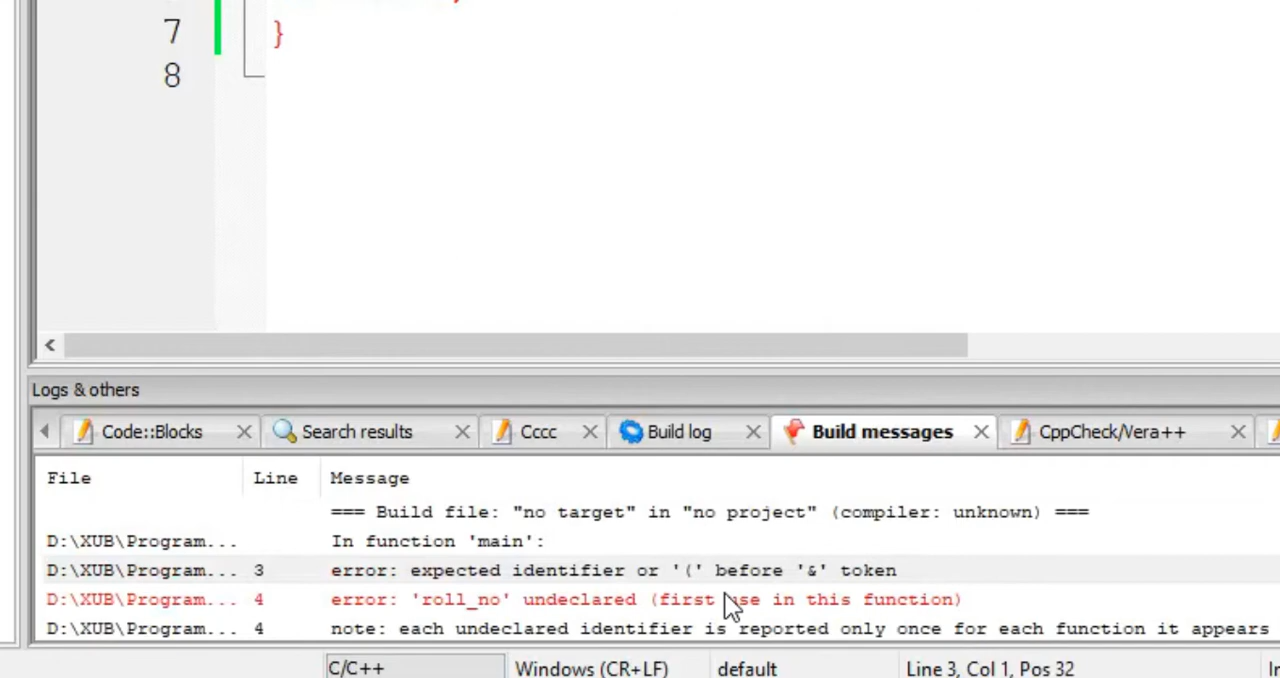 7 }
8
Logs & others
Code::Blocks Search results Cccc Build log Build messages CppCheck/Vera++
File Line Message
=== Build file: "no target" in "no project" (compiler: unknown) ===
D:\XUB\Program... In function 'main':
D:\XUB\Program... 3 error: expected identifier or '(' before '&' token
D:\XUB\Program... 4 error: 'roll_no' undeclared (first use in this function)
D:\XUB\Program... 4 note: each undeclared identifier is reported only once for each function it appears
C/C++ Windows (CR+LF) default Line 3, Col 1, Pos 32